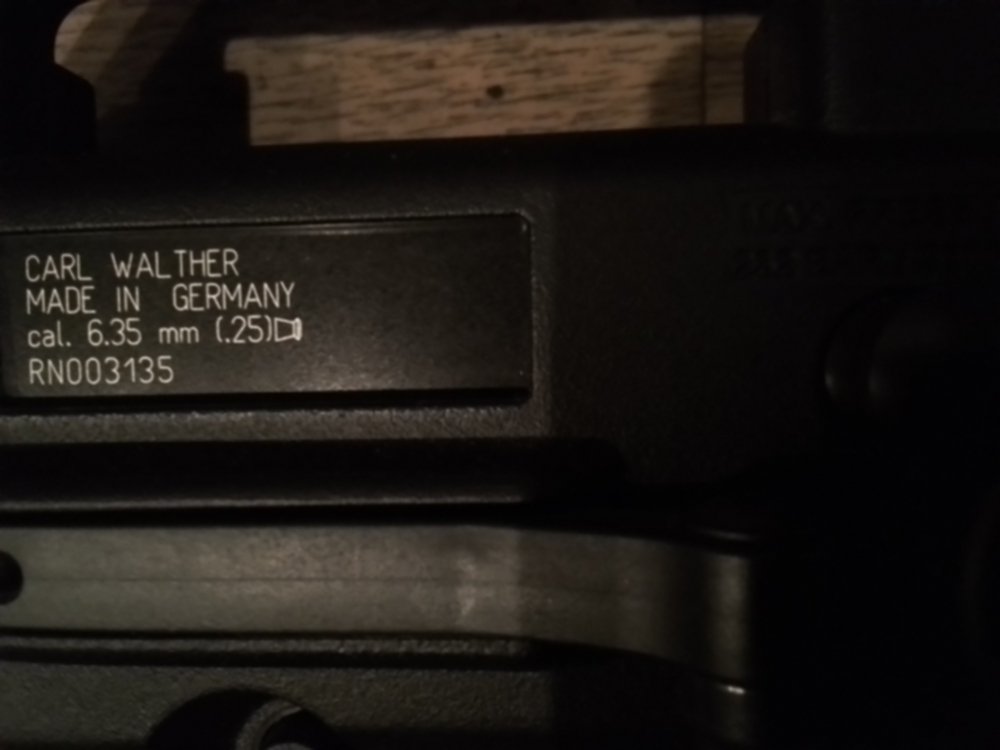 CARL WALTHER
MADE IN GERMANY
cal. 6.35 mm (.25)
RN003135